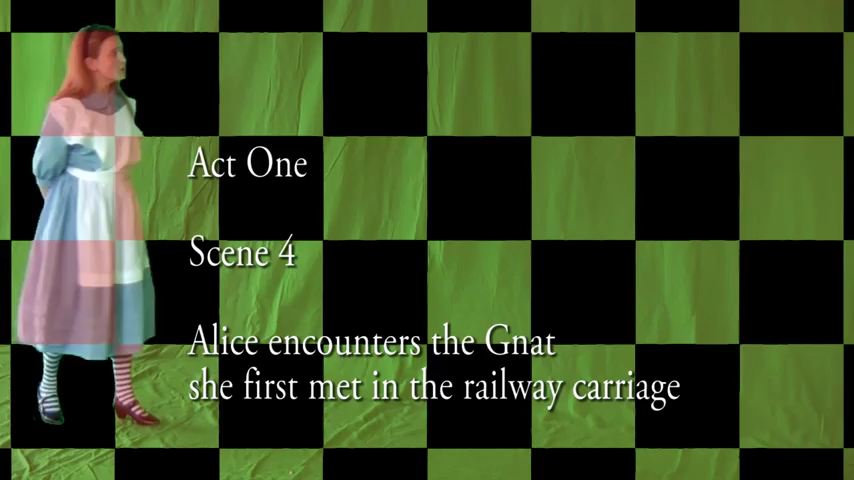 Act One
Scene 4
Alice encounters the Gnat
she first met in the railway carriage